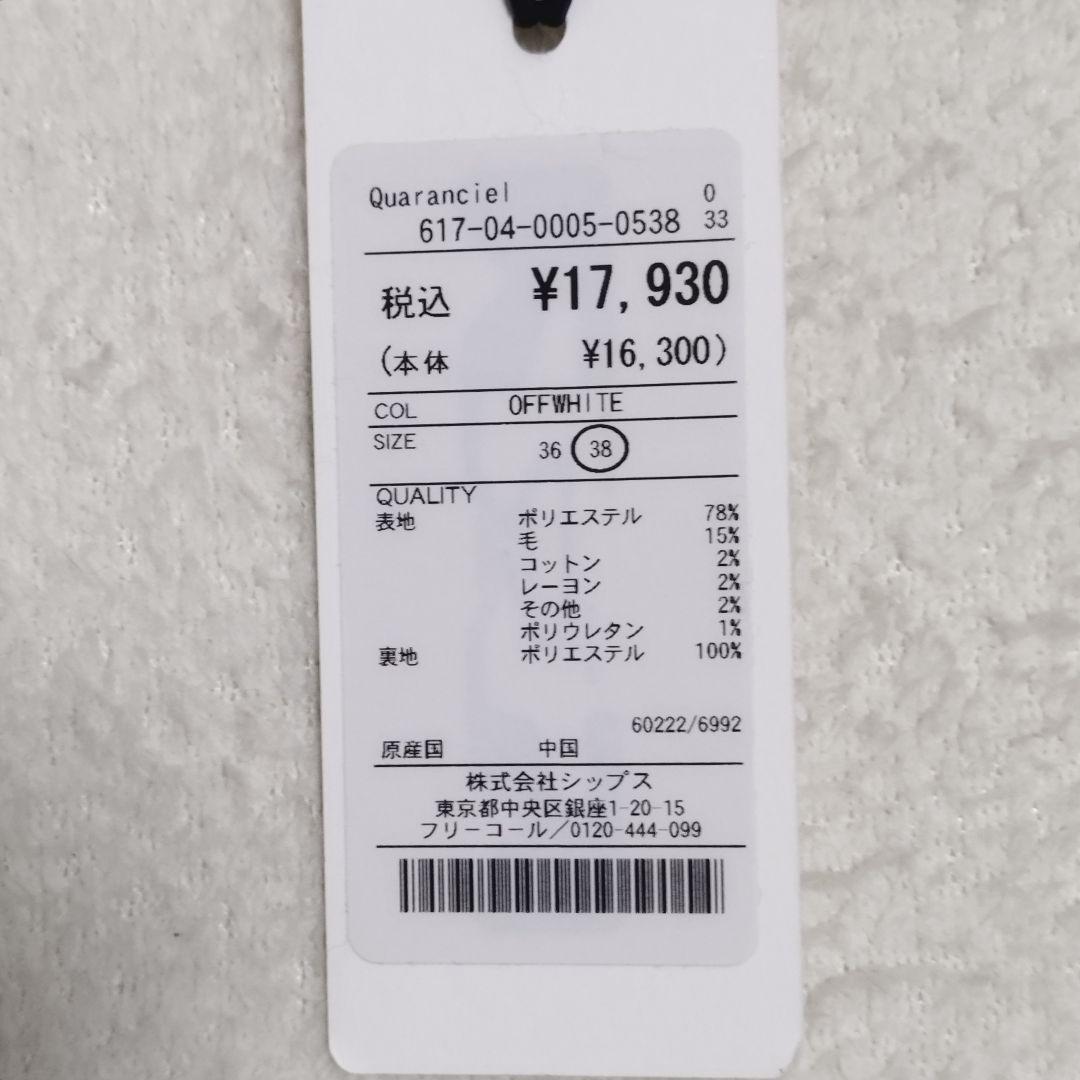 Quaranciel 0
617-04-0005-0538 33
税込 ¥17,930
(本体 ¥16,300)
COL OFFWHITE
SIZE 36 38
QUALITY
表地 ポリエステル 78%
毛 15%
コットン 2%
レーヨン 2%
その他 2%
ポリウレタン 1%
裏地 ポリエステル 100%
60222/6992
原産国 中国
株式会社シップス
東京都中央区銀座1-20-15
フリーコール/0120-444-099